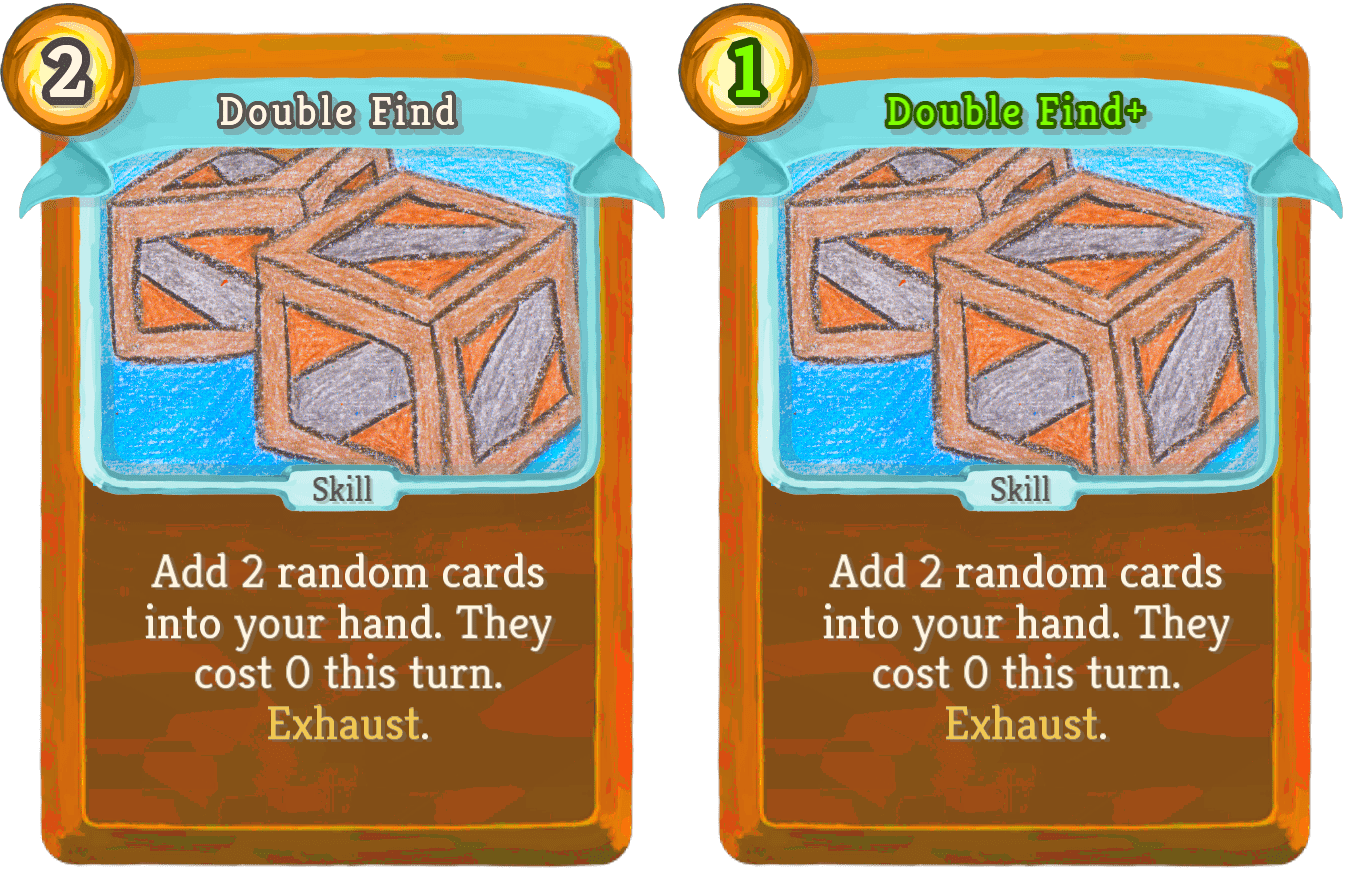 2
Double Find
Skill
Add 2 random cards
into your hand. They
cost 0 this turn.
Exhaust.
1
Double Find+
Skill
Add 2 random cards
into your hand. They
cost 0 this turn.
Exhaust.